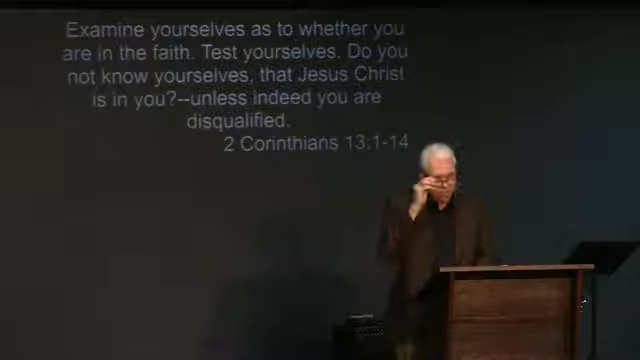 Examine yourselves as to whether you
are in the faith. Test yourselves. Do you
not know yourselves, that Jesus Christ
is in you?--unless indeed you are
disqualified.
2 Corinthians 13:1-14